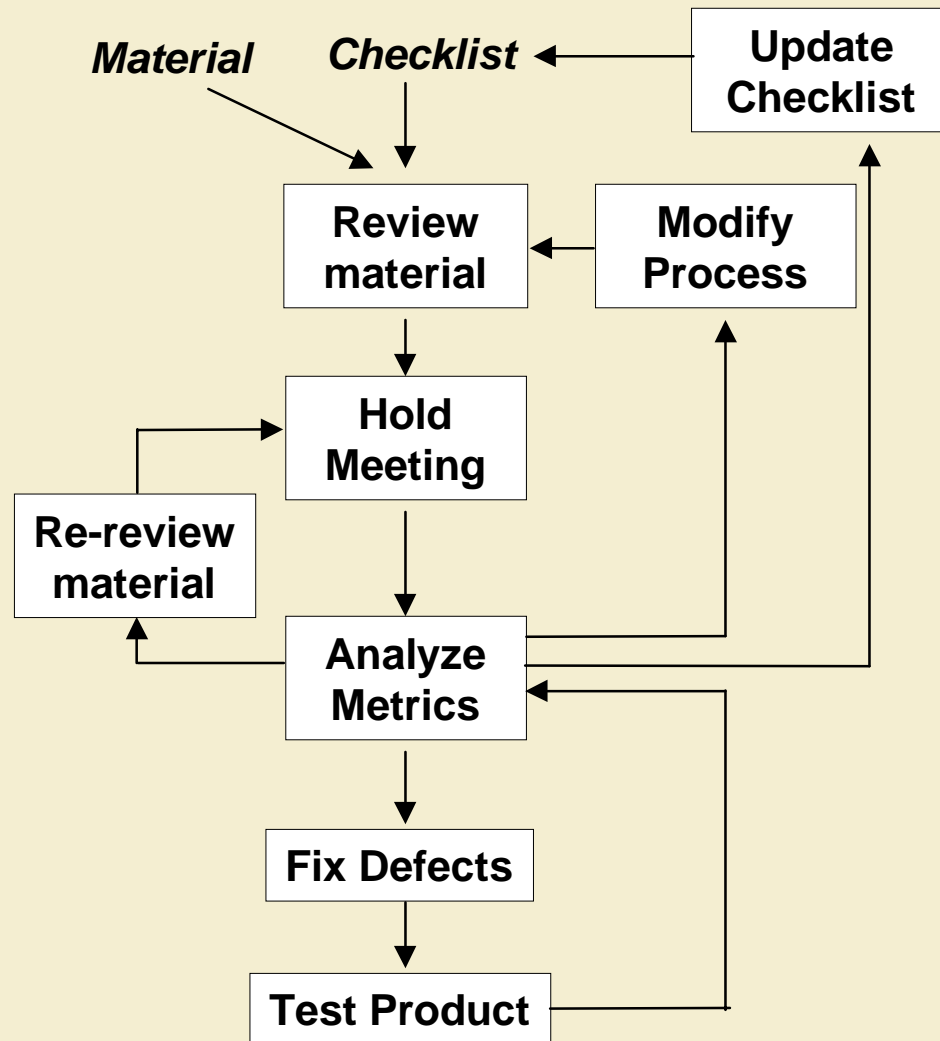 Material
Checklist
Update
Checklist
Review
material
Modify
Process
Hold
Meeting
Re-review
material
Analyze
Metrics
Fix Defects
Test Product